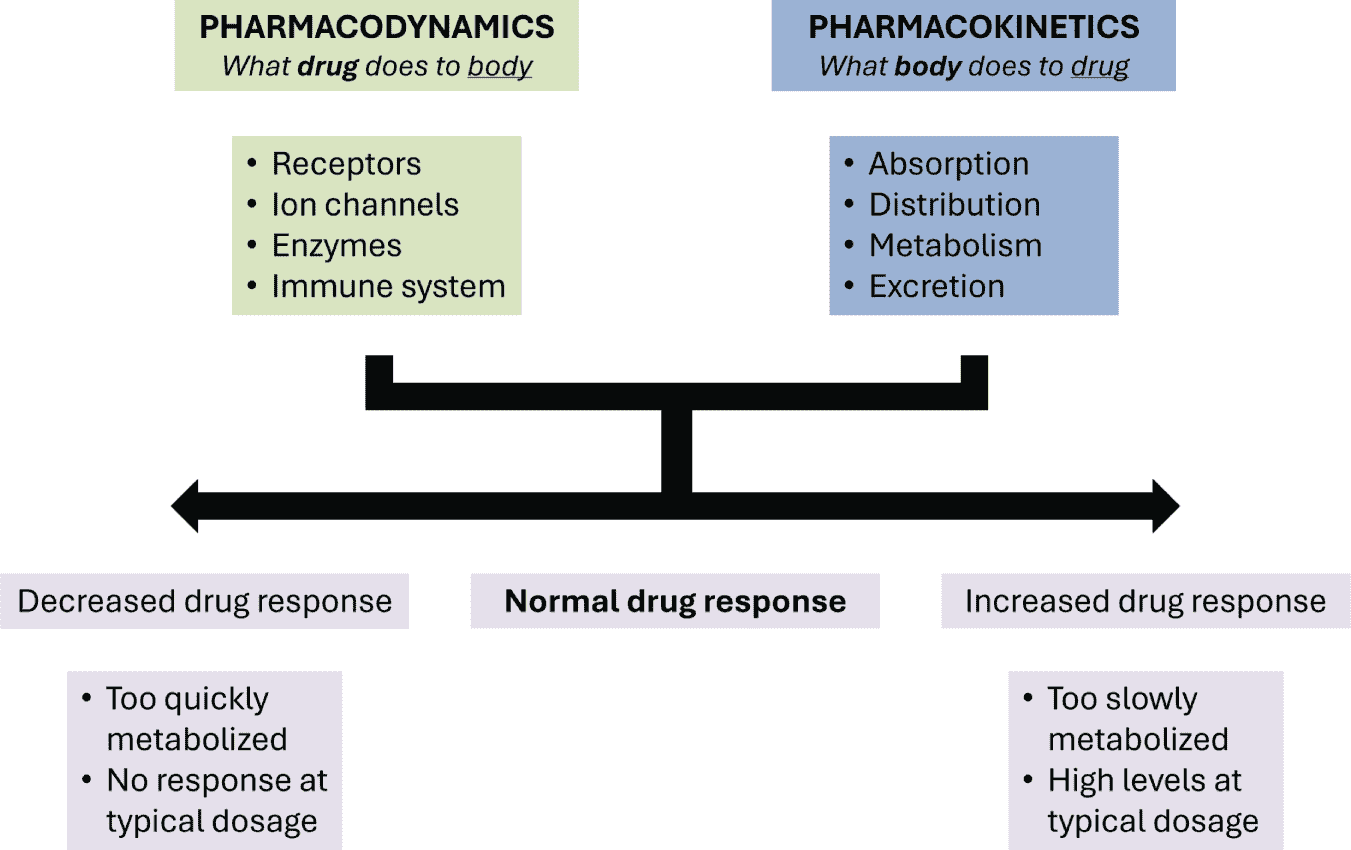 PHARMACODYNAMICS
What drug does to body
PHARMACOKINETICS
What body does to drug
• Receptors
• Ion channels
• Enzymes
• Immune system
• Absorption
• Distribution
• Metabolism
• Excretion
Decreased drug response
Normal drug response
Increased drug response
• Too quickly
metabolized
• No response at
typical dosage
• Too slowly
metabolized
• High levels at
typical dosage